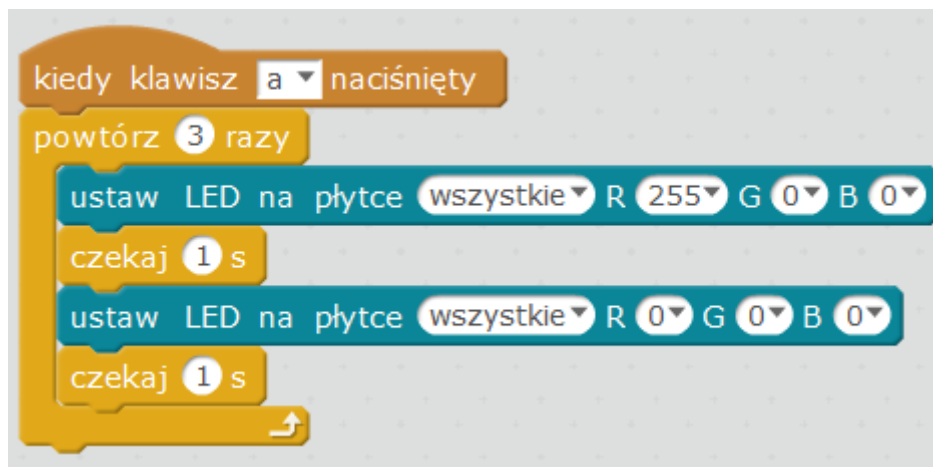 kiedy klawisz a naciśnięty
powtórz 3 razy
ustaw LED na płytce wszystkie R 255 G 0 B 0
czekaj 1 s
ustaw LED na płytce wszystkie R 0 G 0 B 0
czekaj 1 s